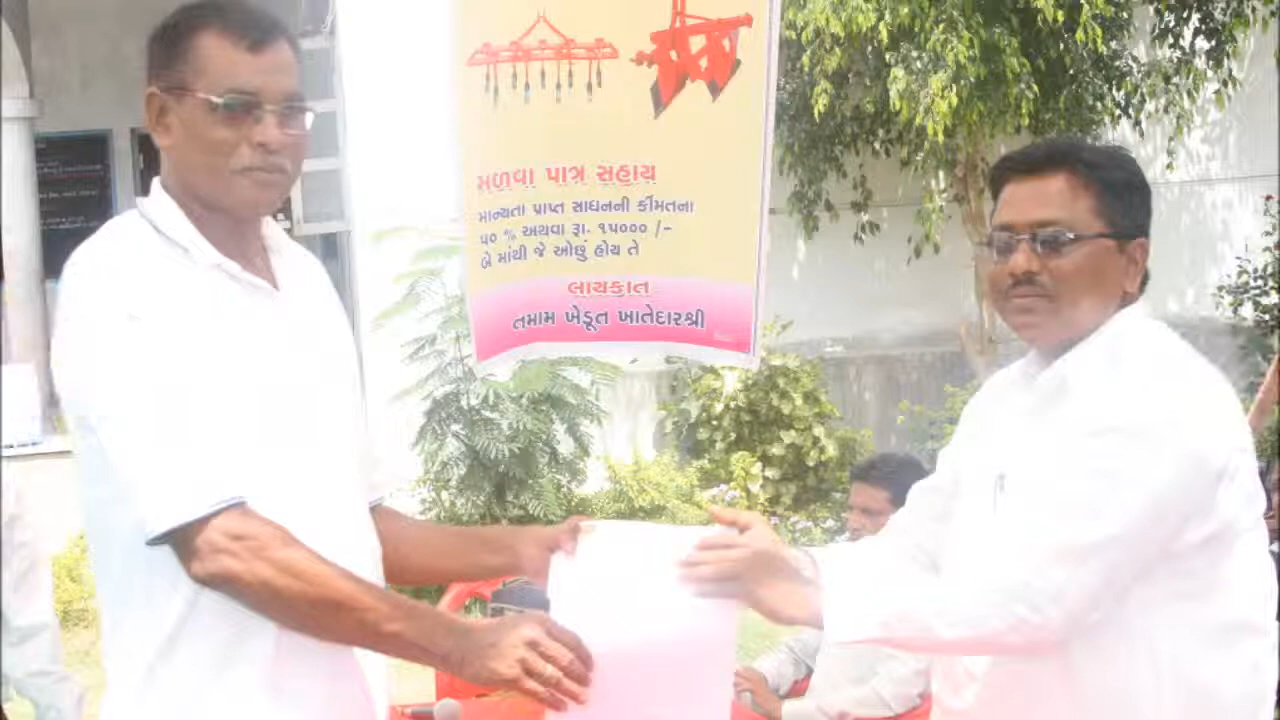 મળવા પાત્ર સહાય
માન્યતા પ્રાપ્ત સાધનની કીંમતના
૫૦ % અથવા રૂા. ૧૫૦૦૦ /-
બે માંથી જે ઓછું હોય તે
લાયકાત
તમામ ખેડૂત ખાતેદારશ્રી